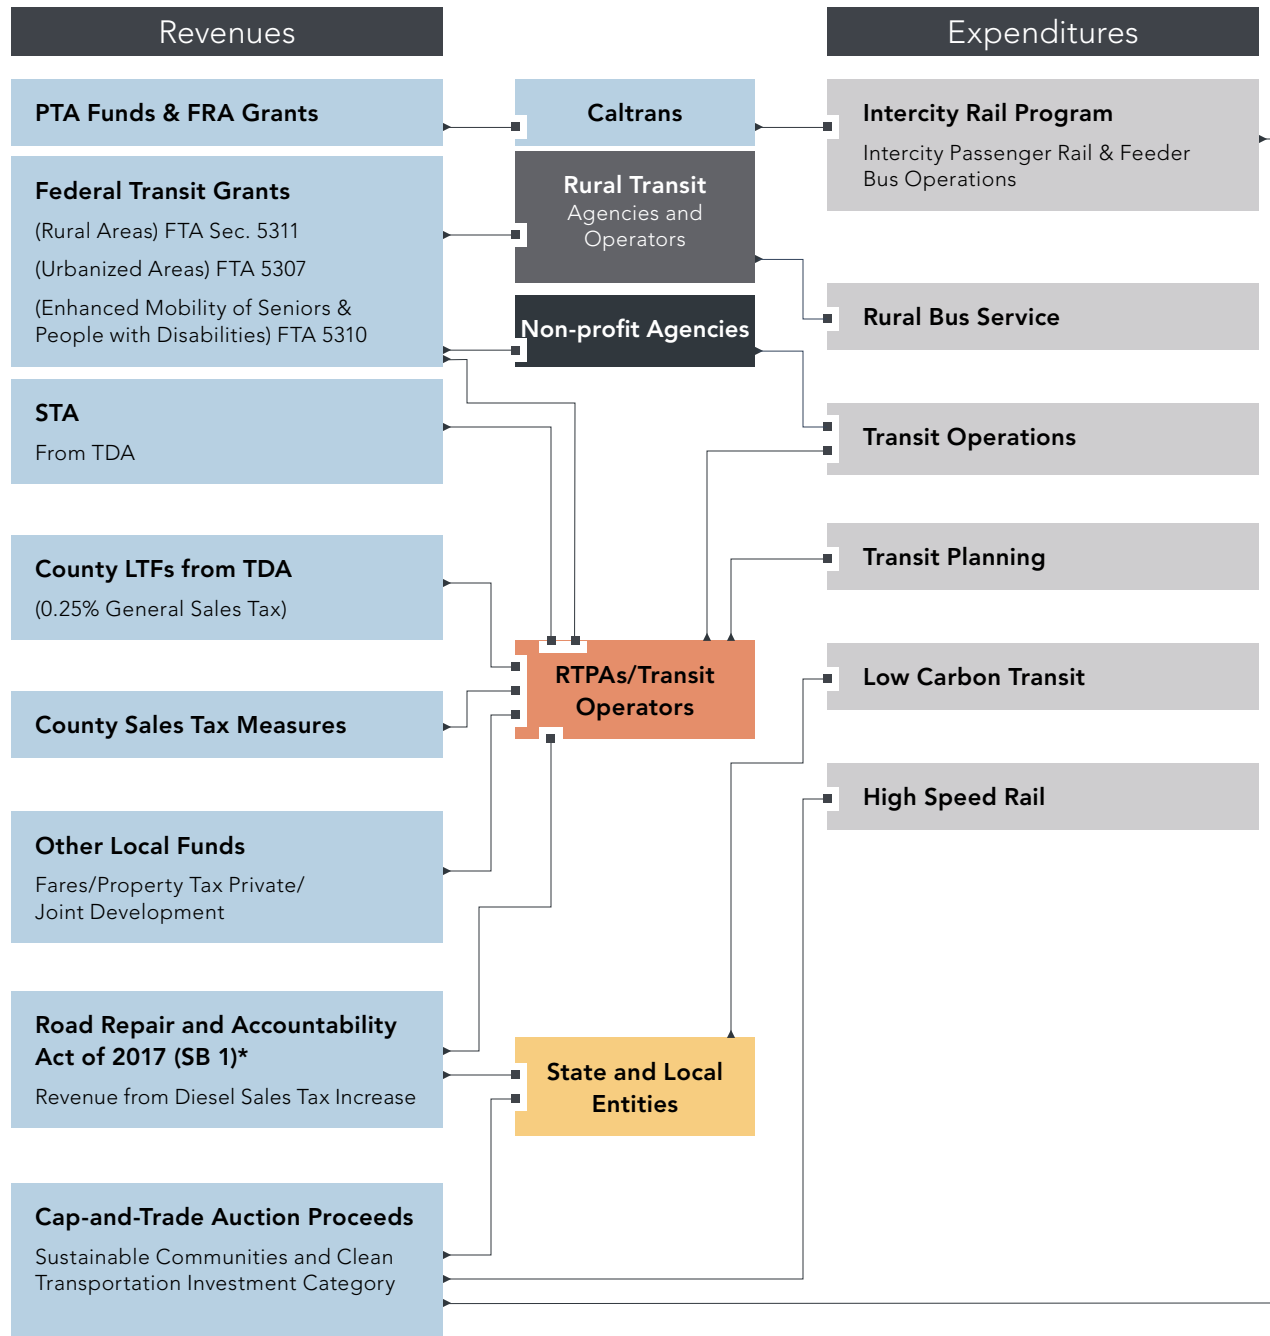 Revenues
Expenditures
PTA Funds & FRA Grants
Federal Transit Grants
(Rural Areas) FTA Sec. 5311
(Urbanized Areas) FTA 5307
(Enhanced Mobility of Seniors &
People with Disabilities) FTA 5310
STA
From TDA
County LTFs from TDA
(0.25% General Sales Tax)
County Sales Tax Measures
Other Local Funds
Fares/Property Tax Private/
Joint Development
Road Repair and Accountability
Act of 2017 (SB 1)*
Revenue from Diesel Sales Tax Increase
Cap-and-Trade Auction Proceeds
Sustainable Communities and Clean
Transportation Investment Category
Caltrans
Rural Transit
Agencies and
Operators
Non-profit Agencies
RTPAs/Transit
Operators
State and Local
Entities
Intercity Rail Program
Intercity Passenger Rail & Feeder
Bus Operations
Rural Bus Service
Transit Operations
Transit Planning
Low Carbon Transit
High Speed Rail